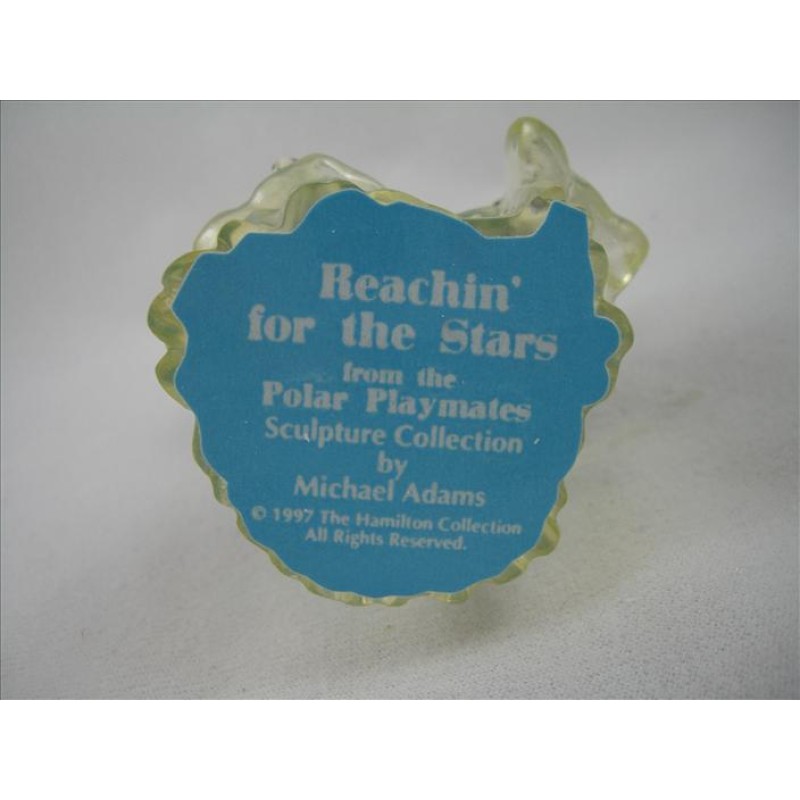 Reachin'
for the Stars
from the
Polar Playmates
Sculpture Collection
by
Michael Adams
© 1997 The Hamilton Collection
All Rights Reserved.